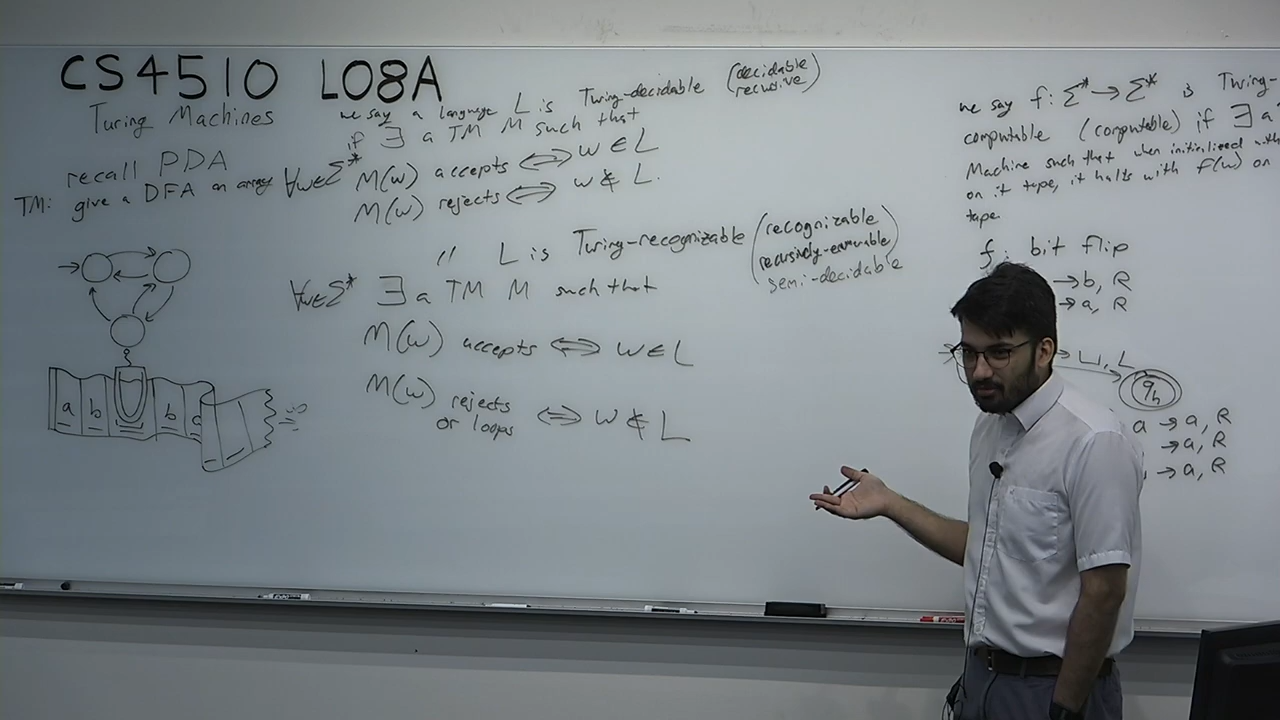 CS4510 L08A
Turing Machines
recall PDA
TM: give a DFA an array
a b b
we say a language L is Turing-decidable (decidable
recursive)
if ∃ a TM M such that
∀w∈Σ* M(w) accepts ⟺ w ∈ L
M(w) rejects ⟺ w ∉ L.
" L is Turing-recognizable (recognizable
recursively-enumerable
semi-decidable)
∀w∈Σ* ∃ a TM M such that
M(w) accepts ⟺ w ∈ L
M(w) rejects
or loops ⟺ w ∉ L
we say f: Σ* → Σ* is Turing-
computable (computable) if ∃ a
Machine such that when initialized with
on it tape, it halts with f(w) on
tape
f: bit flip
→ b, R
→ a, R
→ ⊔, L
qh
a → a, R
→ a, R
→ a, R